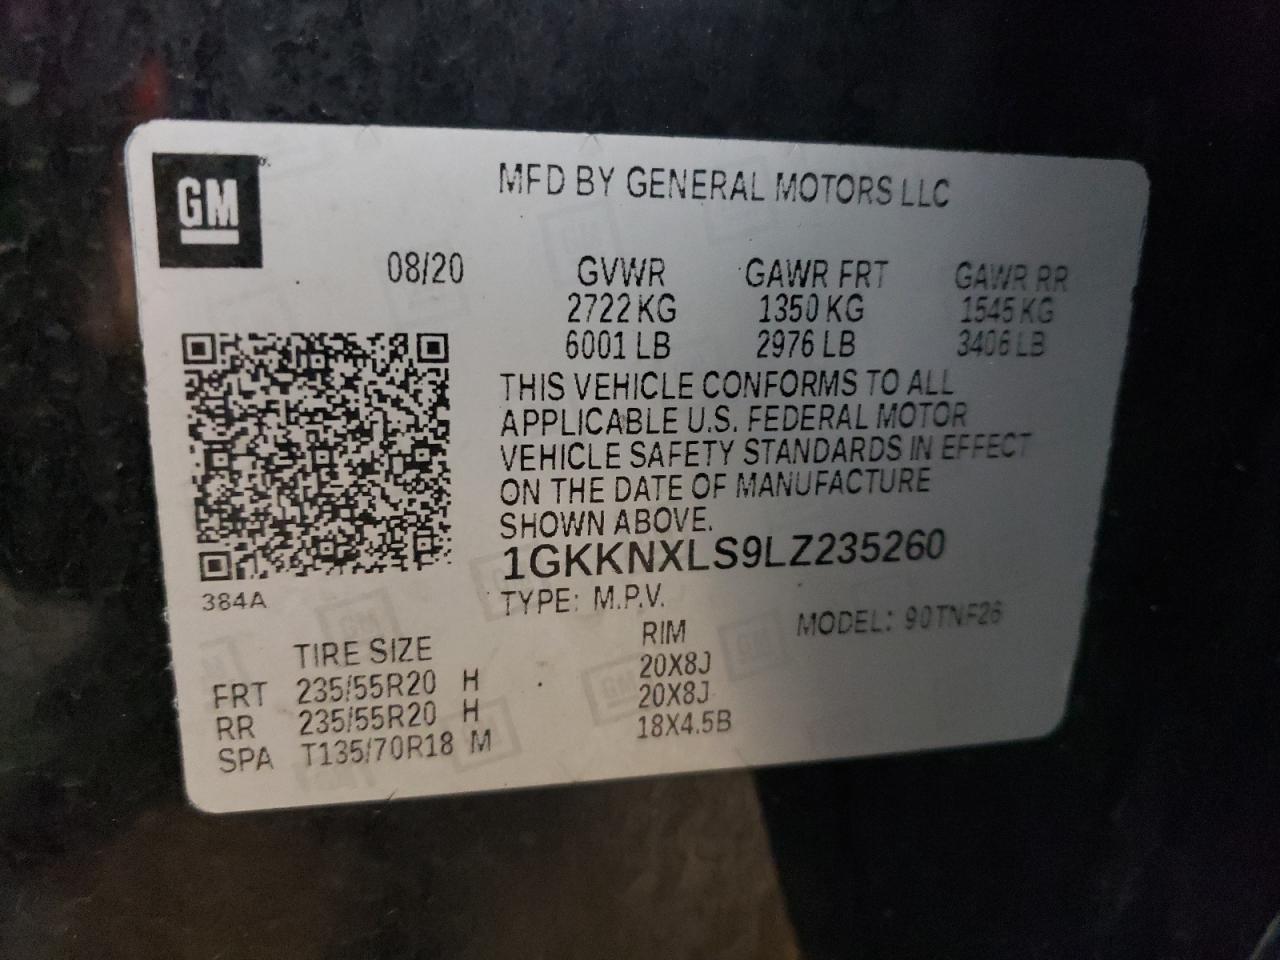 GM
MFD BY GENERAL MOTORS LLC
08/20 GVWR GAWR FRT GAWR RR
2722 KG 1350 KG 1545 KG
6001 LB 2976 LB 3406 LB
THIS VEHICLE CONFORMS TO ALL
APPLICABLE U.S. FEDERAL MOTOR
VEHICLE SAFETY STANDARDS IN EFFECT
ON THE DATE OF MANUFACTURE
SHOWN ABOVE.
1GKKNXLS9LZ235260
384A
TYPE: M.P.V. MODEL: 90TNF26
TIRE SIZE RIM
FRT 235/55R20 H 20X8J
RR 235/55R20 H 20X8J
SPA T135/70R18 M 18X4.5B